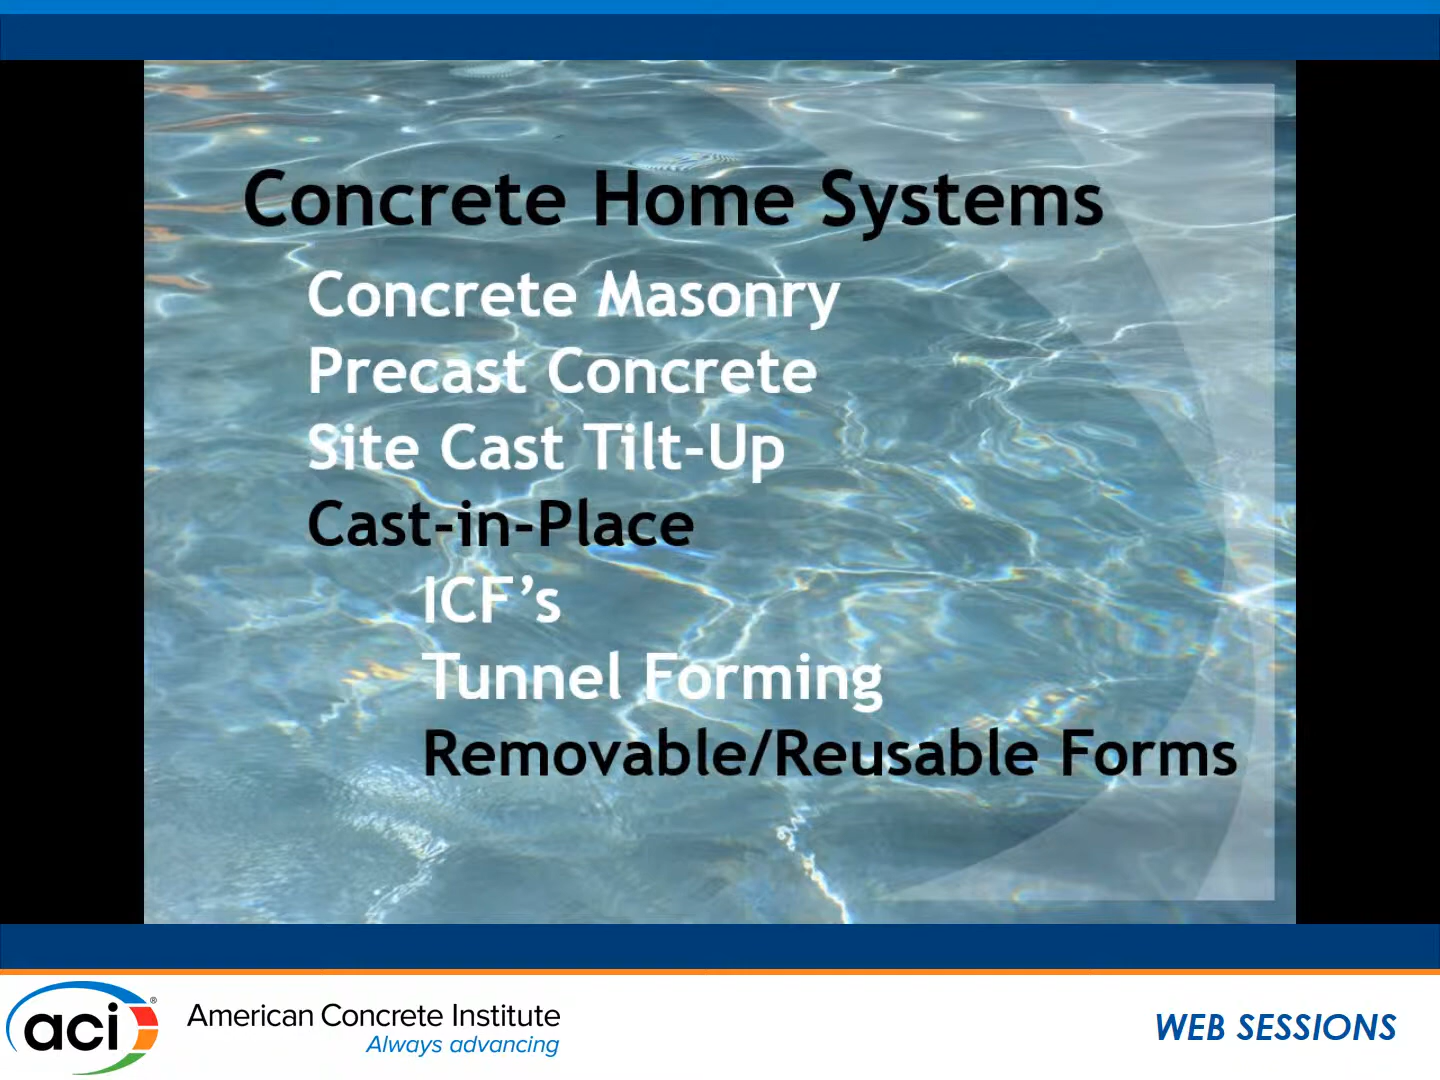 Concrete Home Systems
Concrete Masonry
Precast Concrete
Site Cast Tilt-Up
Cast-in-Place
ICF’s
Tunnel Forming
Removable/Reusable Forms
aci®
American Concrete Institute
Always advancing
WEB SESSIONS